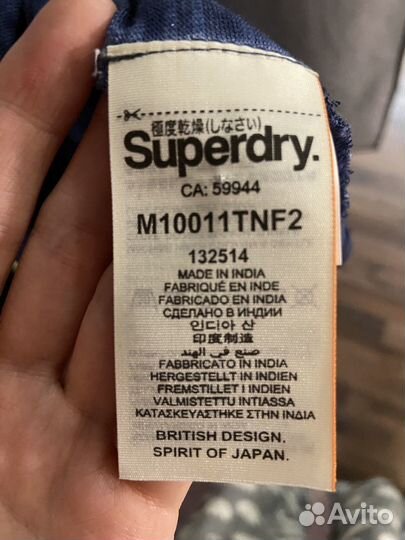 極度乾燥(しなさい)
Superdry.
CA: 59944
M10011TNF2
132514
MADE IN INDIA
FABRIQUÉ EN INDE
FABRICADO EN INDIA
СДЕЛАНО В ИНДИИ
인디아 산
印度制造
صنع في الهند
FABBRICATO IN INDIA
HERGESTELLT IN INDIEN
FREMSTILLET I INDIEN
VALMISTETTU INTIASSA
ΚΑΤΑΣΚΕΥΑΣΤΗΚΕ ΣΤΗΝ ΙΝΔΙΑ
BRITISH DESIGN.
SPIRIT OF JAPAN.
Avito